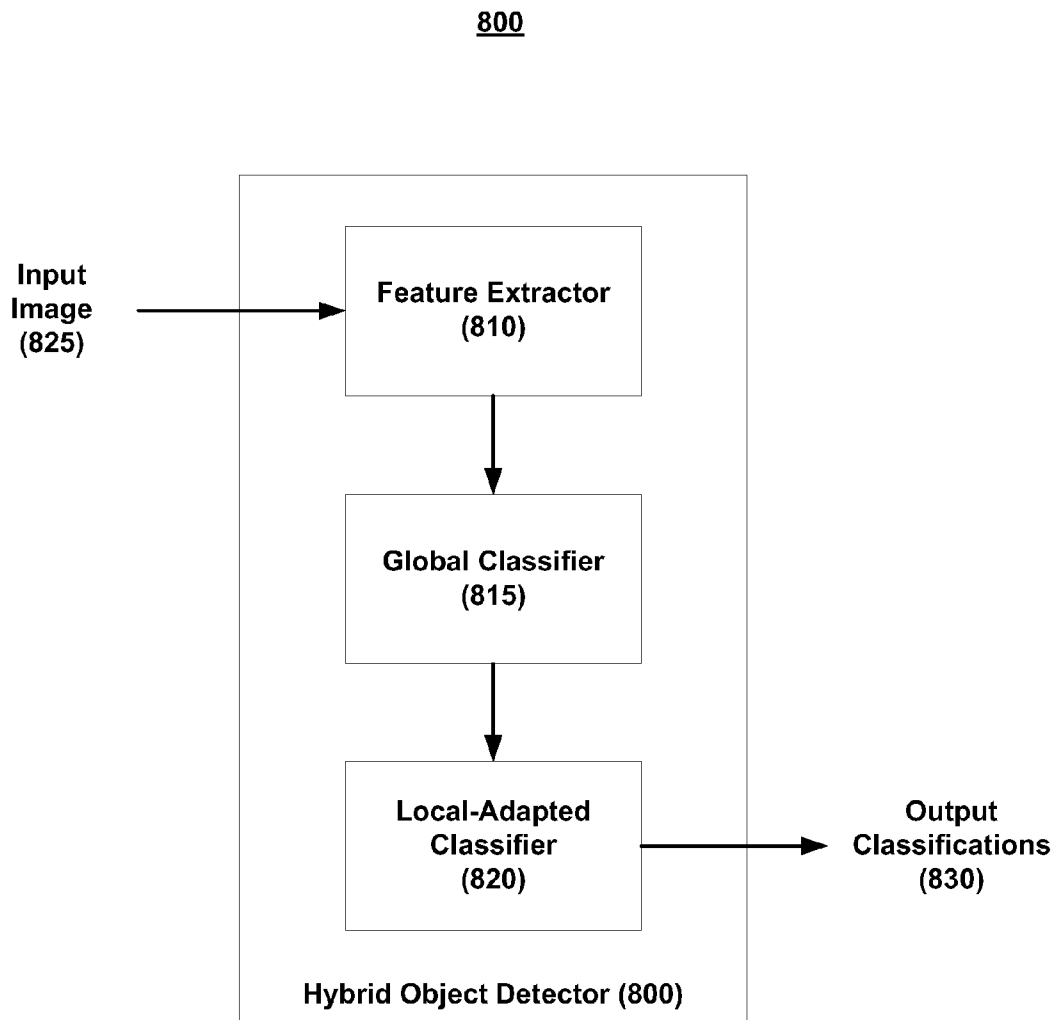 800
Input
Image
(825)
Feature Extractor
(810)
Global Classifier
(815)
Local-Adapted
Classifier
(820)
Output
Classifications
(830)
Hybrid Object Detector (800)